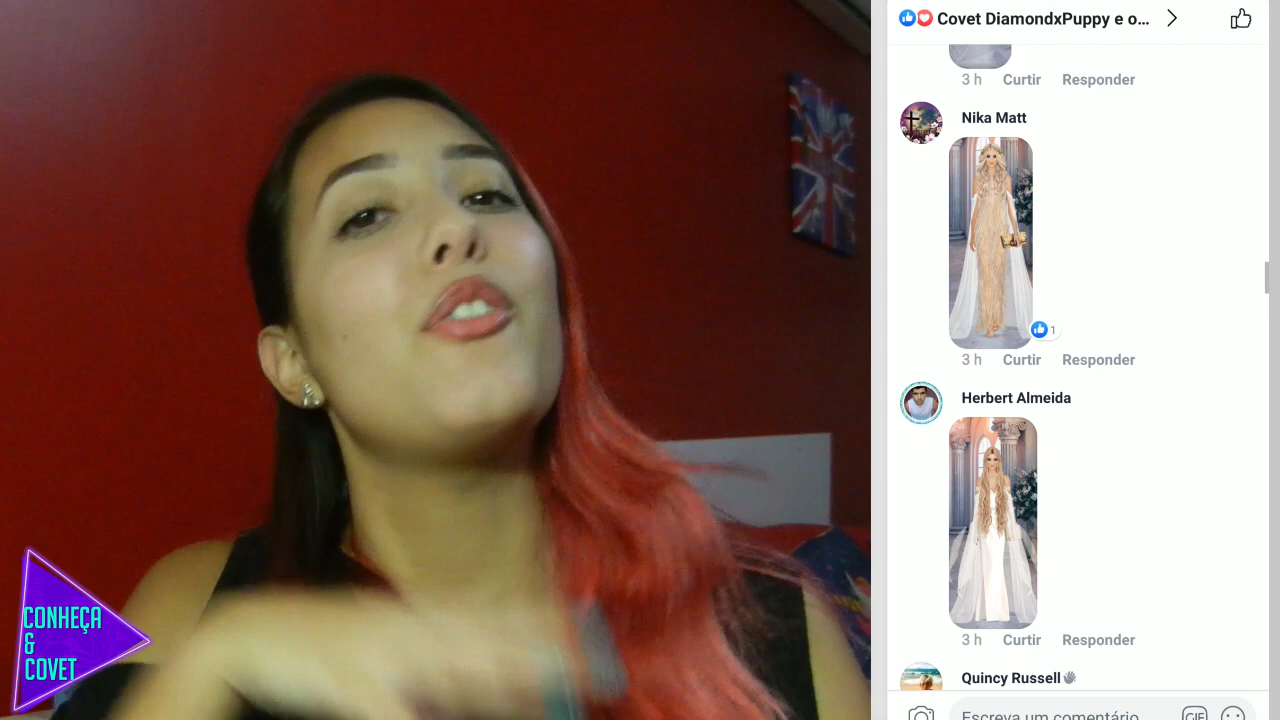 Covet DiamondxPuppy e o...
3 h Curtir Responder
Nika Matt
1
3 h Curtir Responder
Herbert Almeida
3 h Curtir Responder
Quincy Russell
Escreva um comentário
GIF
CONHEÇA
&
COVET